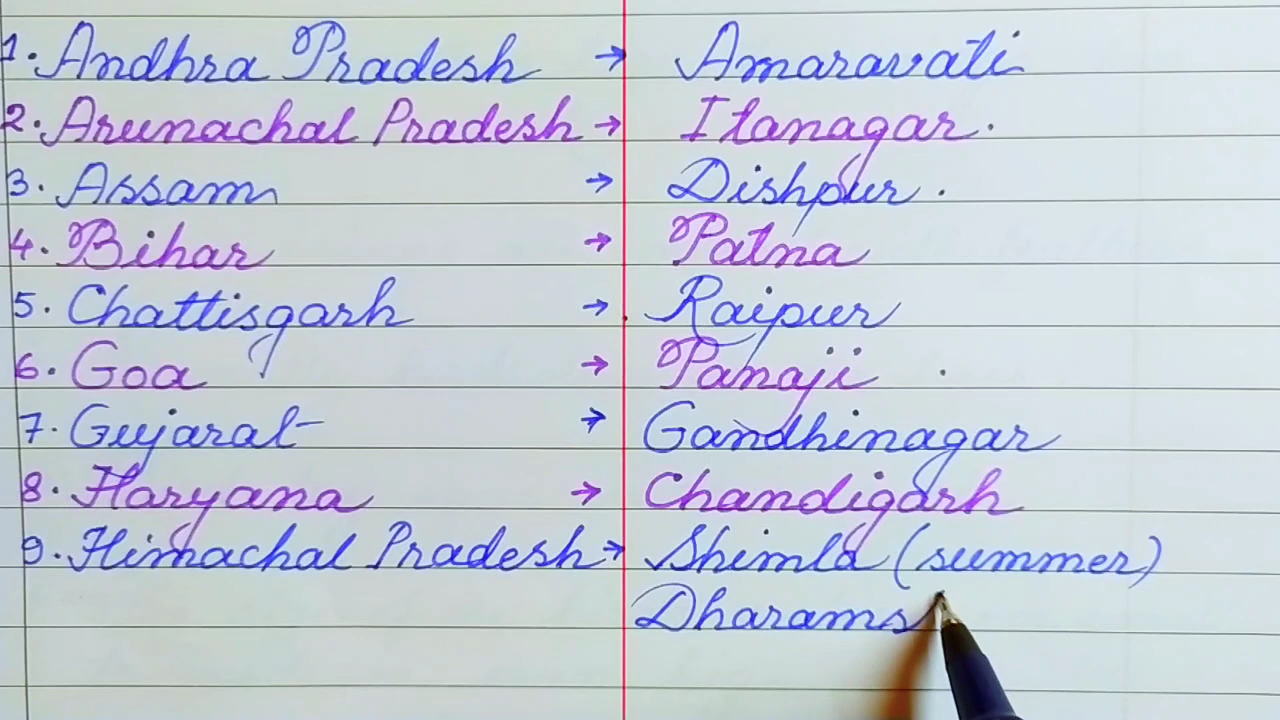 1. Andhra Pradesh → Amaravati
2. Arunachal Pradesh → Itanagar.
3. Assam → Dishpur.
4. Bihar → Patna
5. Chattisgarh → Raipur
6. Goa → Panaji
7. Gujarat → Gandhinagar
8. Haryana → Chandigarh
9. Himachal Pradesh → Shimla (summer)
Dharams